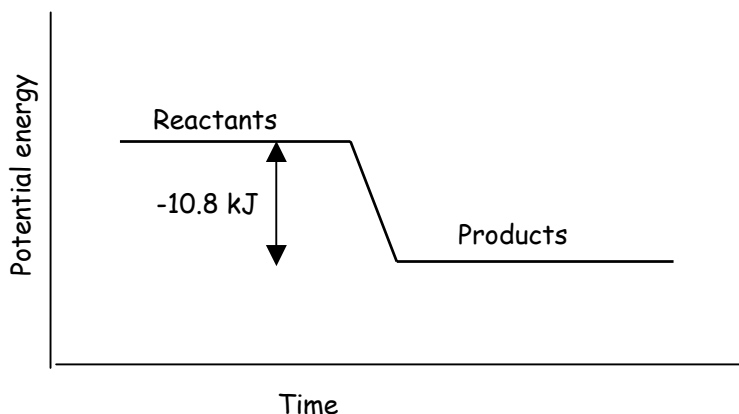 Potential energy
Reactants
-10.8 kJ
Products
Time